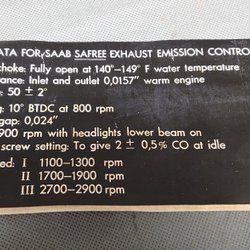 ATA FOR SAAB SAFREE EXHAUST EMISSION CONTRO
choke: Fully open at 140°-149° F water temperature
ance: Inlet and outlet 0,0157" warm engine
: 50 ± 2°
g: 10° BTDC at 800 rpm
gap: 0,024"
900 rpm with headlights lower beam on
screw setting: To give 2 ± 0,5% CO at idle
ed: I 1100-1300 rpm
II 1700-1900 rpm
III 2700-2900 rpm